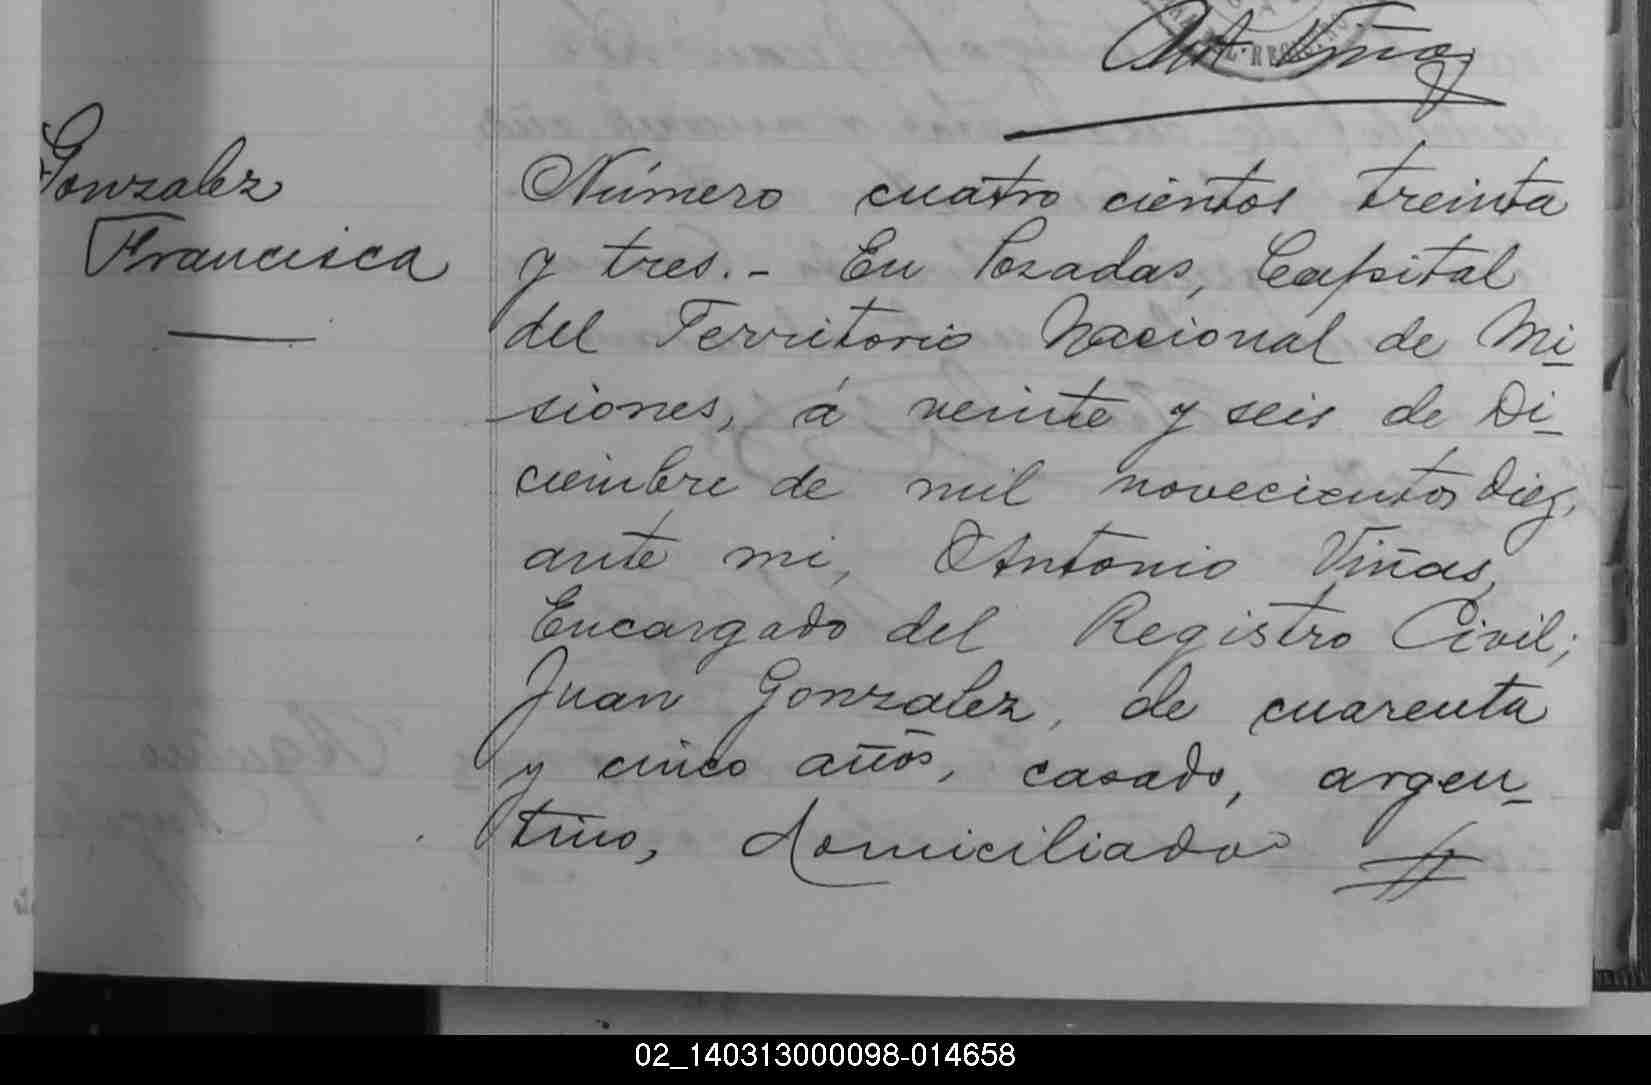 Ant Viñas
Gonzalez
Francisca
Número cuatro cientos treinta
y tres.- En Posadas, Capital
del Territorio Nacional de Mi-
siones, á veinte y seis de Di-
ciembre de mil novecientos diez,
ante mi, Antonio Viñas,
Encargado del Registro Civil;
Juan Gonzalez, de cuarenta
y cinco años, casado, argen-
tino, domiciliado
02_140313000098-014658